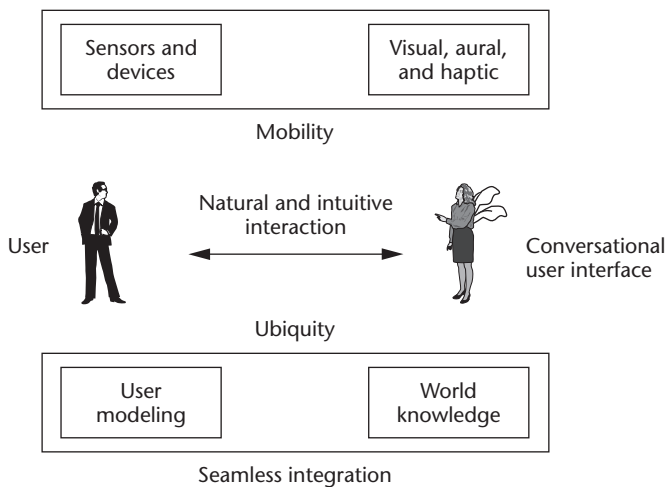 Sensors and
devices
Visual, aural,
and haptic
Mobility
Natural and intuitive
interaction
User
Conversational
user interface
Ubiquity
User
modeling
World
knowledge
Seamless integration